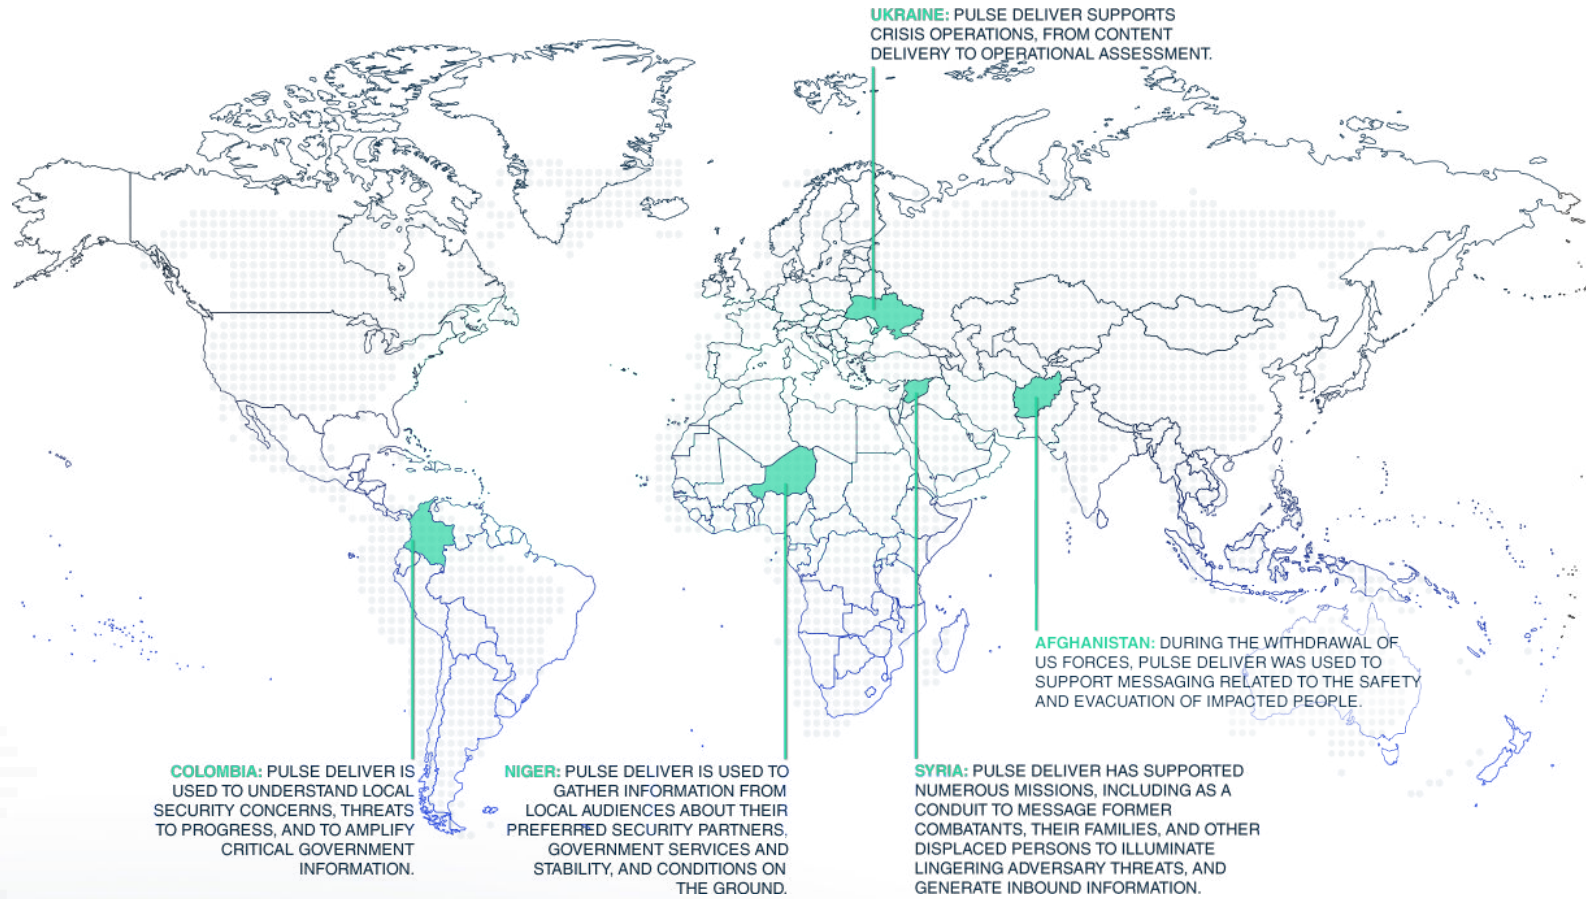 UKRAINE: PULSE DELIVER SUPPORTS
CRISIS OPERATIONS, FROM CONTENT
DELIVERY TO OPERATIONAL ASSESSMENT.
AFGHANISTAN: DURING THE WITHDRAWAL OF
US FORCES, PULSE DELIVER WAS USED TO
SUPPORT MESSAGING RELATED TO THE SAFETY
AND EVACUATION OF IMPACTED PEOPLE.
COLOMBIA: PULSE DELIVER IS
USED TO UNDERSTAND LOCAL
SECURITY CONCERNS, THREATS
TO PROGRESS, AND TO AMPLIFY
CRITICAL GOVERNMENT
INFORMATION.
NIGER: PULSE DELIVER IS USED TO
GATHER INFORMATION FROM
LOCAL AUDIENCES ABOUT THEIR
PREFERRED SECURITY PARTNERS,
GOVERNMENT SERVICES AND
STABILITY, AND CONDITIONS ON
THE GROUND.
SYRIA: PULSE DELIVER HAS SUPPORTED
NUMEROUS MISSIONS, INCLUDING AS A
CONDUIT TO MESSAGE FORMER
COMBATANTS, THEIR FAMILIES, AND OTHER
DISPLACED PERSONS TO ILLUMINATE
LINGERING ADVERSARY THREATS, AND
GENERATE INBOUND INFORMATION.